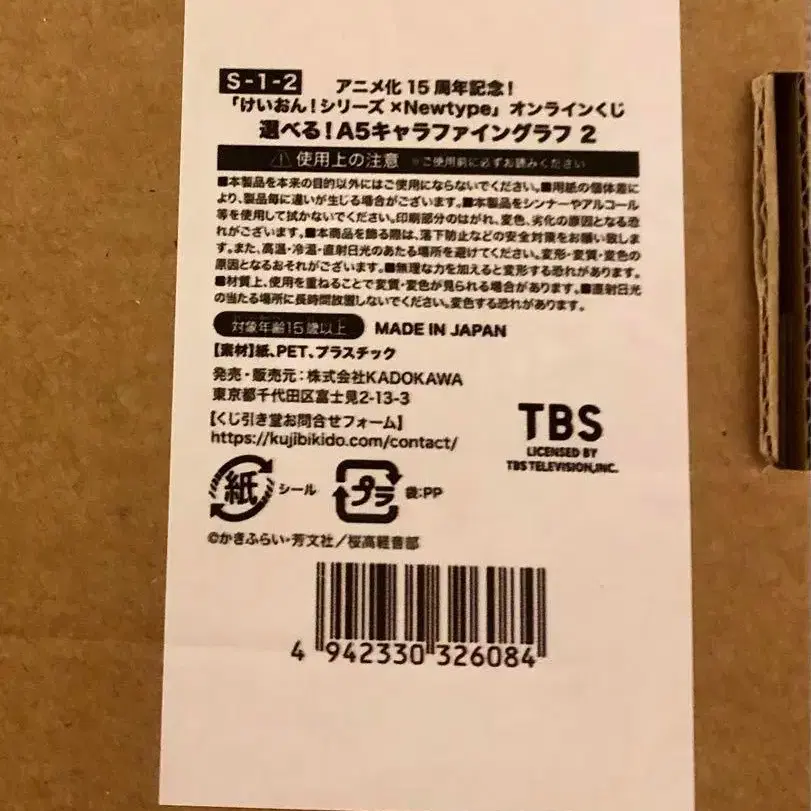 S-1-2 アニメ化 15 周年記念!
「けいおん!シリーズ×Newtype」オンラインくじ
選べる!A5キャラファイングラフ 2
使用上の注意 ※ご使用前に必ずお読みください
■本製品を本来の目的以外にはご使用にならないでください。■用紙の個体差に
より、製品毎に違いが生じる場合がございます。■本製品をシンナーやアルコール
等を使用して拭かないでください。印刷部分のはがれ、変色、劣化の原因となる恐
れがございます。■本商品を飾る際は、落下防止などの安全対策をお願い致しま
す。また、高温・冷温・直射日光のあたる場所を避けてください。変形・変質・変色の
原因となるおそれがございます。■無理な力を加えると変形する恐れがあります。
■材質上、使用を重ねることで変質・変色が見られる場合があります。■直射日光
の当たる場所に長時間放置しないでください。変色する恐れがあります。
対象年齢15歳以上 MADE IN JAPAN
【素材】紙、PET、プラスチック
発売・販売元:株式会社KADOKAWA
東京都千代田区富士見2-13-3
【くじ引き堂お問合せフォーム】
https://kujibikido.com/contact/
TBS
LICENSED BY
TBS TELEVISION,INC.
紙 シール プラ 袋:PP
©かきふらい・芳文社/桜高軽音部
4 942330 326084